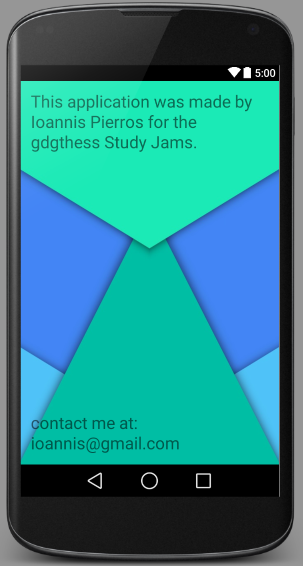 5:00
This application was made by
Ioannis Pierros for the
gdgthess Study Jams.
contact me at:
ioannis@gmail.com